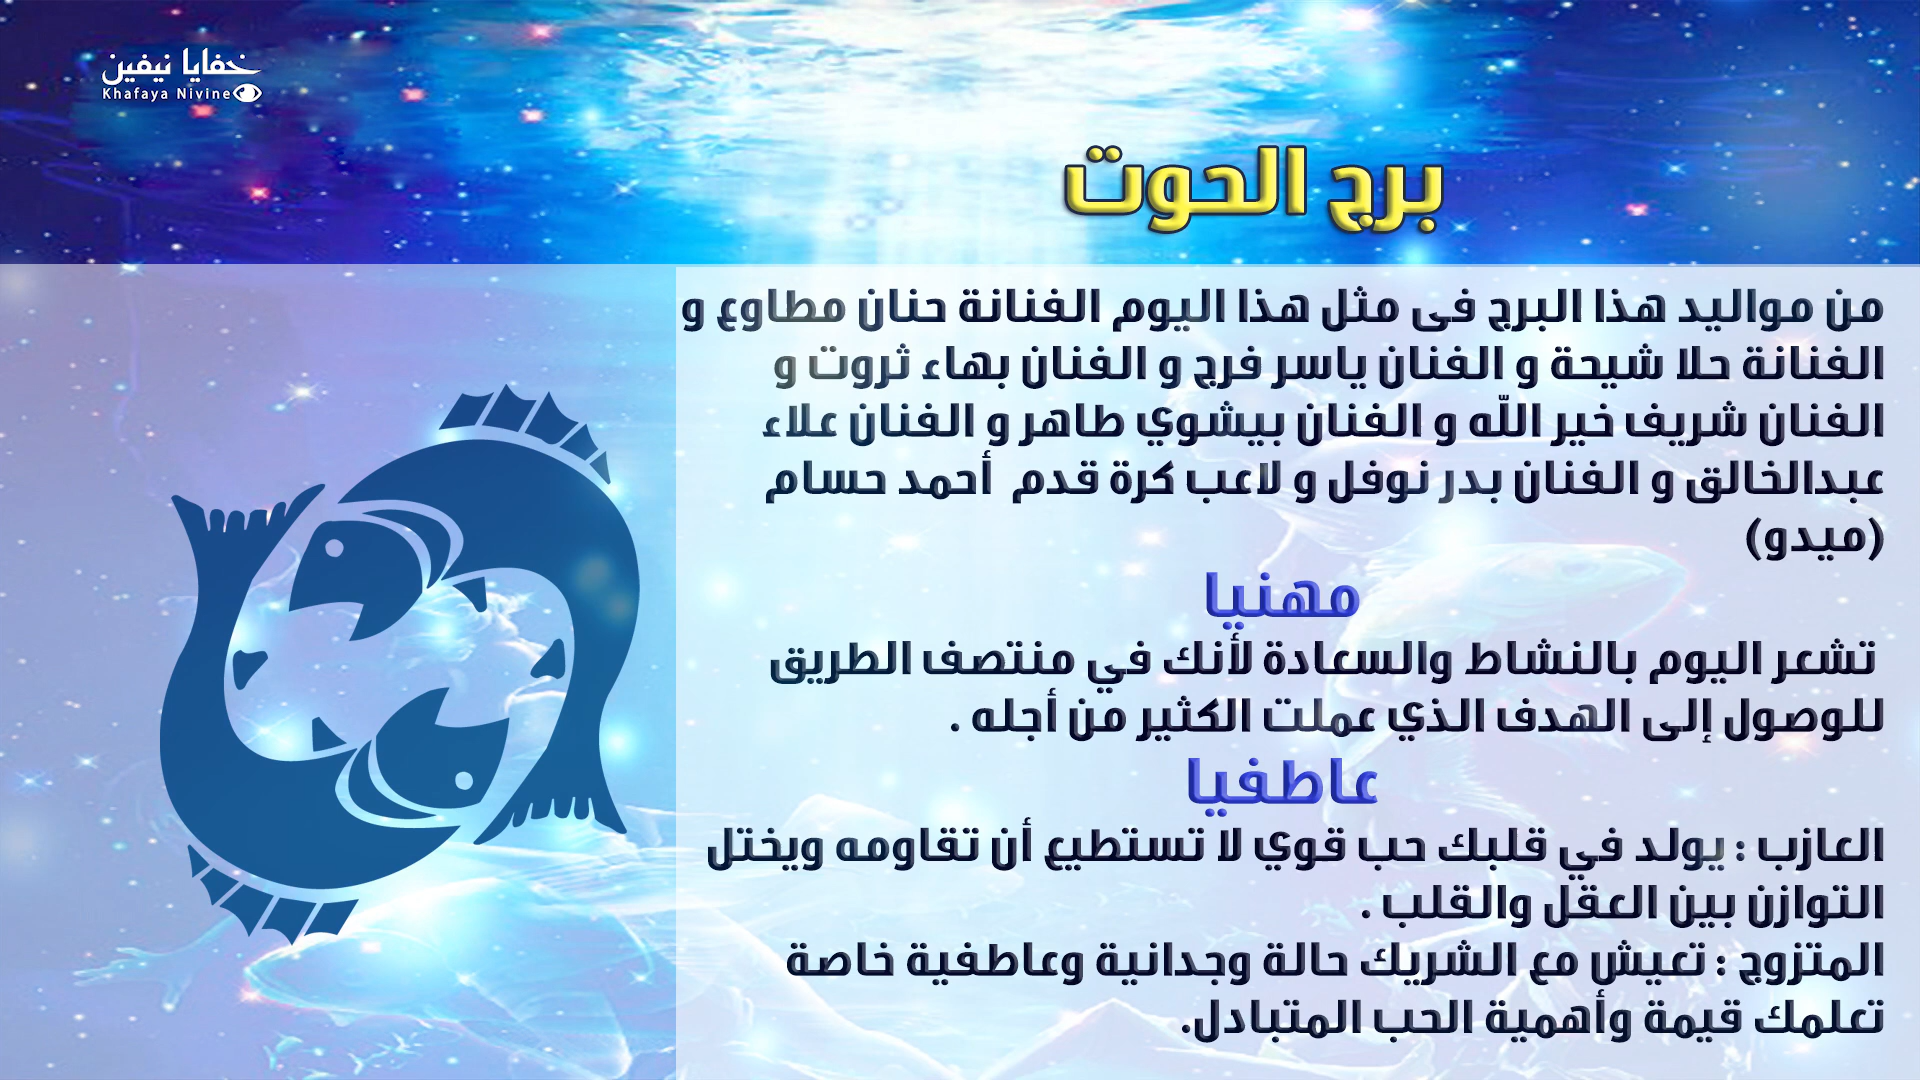 خفايا نيفين
Khafaya Nivine
برج الحوت
من مواليد هذا البرج فى مثل هذا اليوم الفنانة حنان مطاوع و
الفنانة حلا شيحة و الفنان ياسر فرج و الفنان بهاء ثروت و
الفنان شريف خير الله و الفنان بيشوي طاهر و الفنان علاء
عبدالخالق و الفنان بدر نوفل و لاعب كرة قدم أحمد حسام
(ميدو)
مهنيا
تشعر اليوم بالنشاط والسعادة لأنك في منتصف الطريق
للوصول إلى الهدف الذي عملت الكثير من أجله .
عاطفيا
العازب : يولد في قلبك حب قوي لا تستطيع أن تقاومه ويختل
التوازن بين العقل والقلب .
المتزوج : تعيش مع الشريك حالة وجدانية وعاطفية خاصة
تعلمك قيمة وأهمية الحب المتبادل.